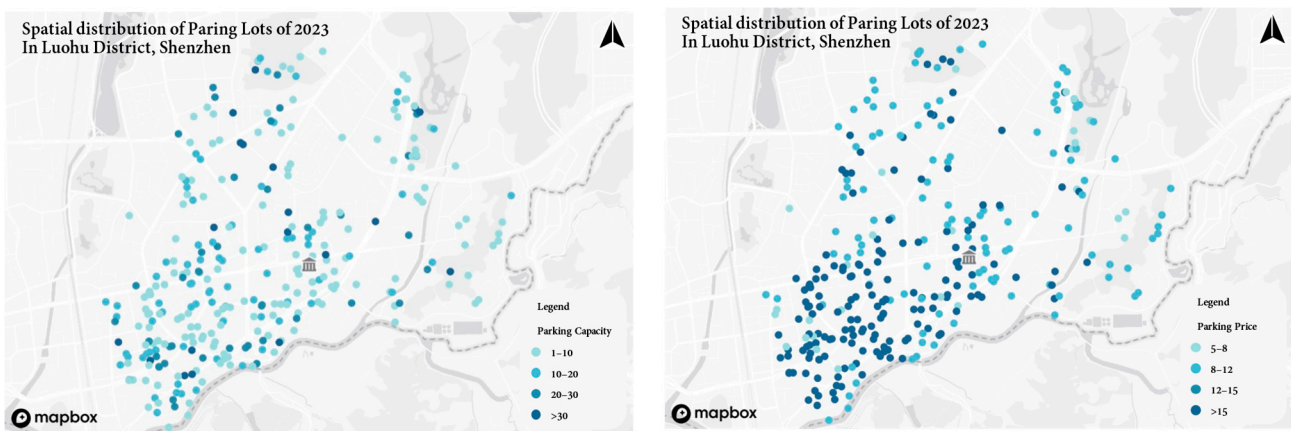 Spatial distribution of Paring Lots of 2023
In Luohu District, Shenzhen
Legend
Parking Capacity
1–10
10–20
20–30
>30
mapbox
Spatial distribution of Paring Lots of 2023
In Luohu District, Shenzhen
Legend
Parking Price
5–8
8–12
12–15
>15
mapbox